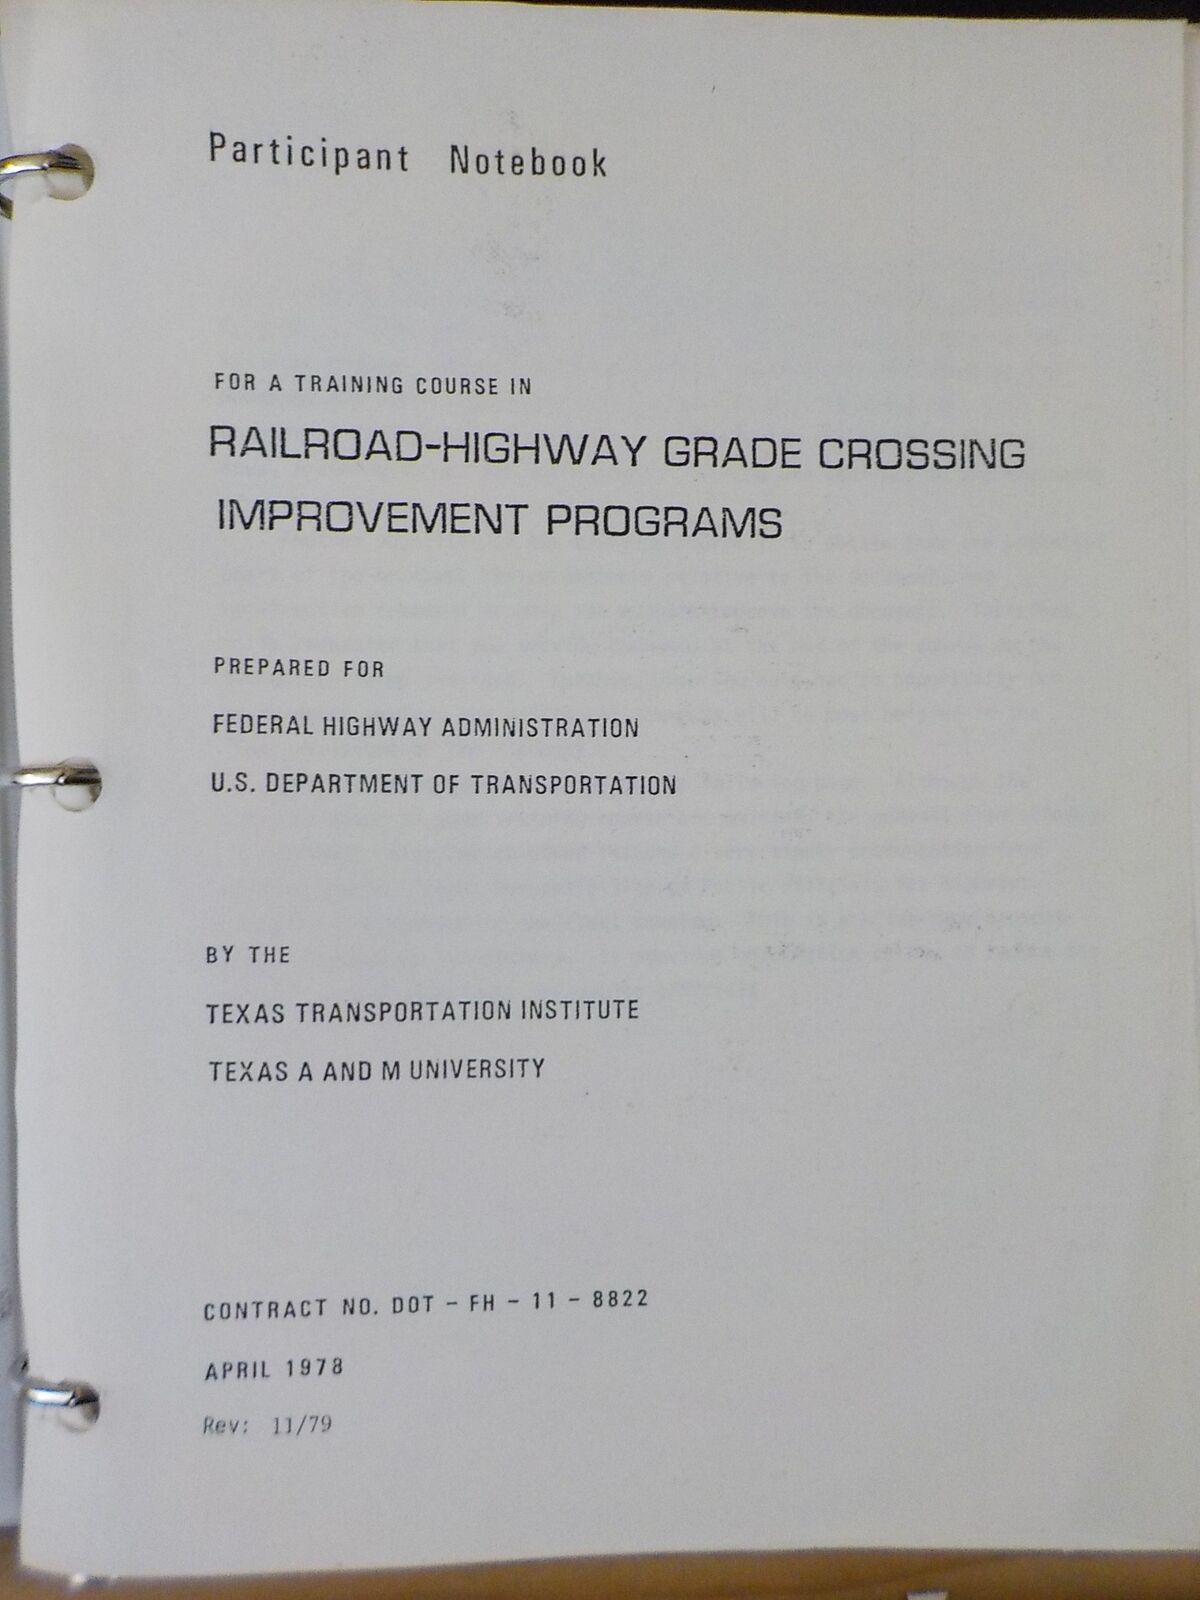 Participant Notebook
FOR A TRAINING COURSE IN
RAILROAD-HIGHWAY GRADE CROSSING
IMPROVEMENT PROGRAMS
PREPARED FOR
FEDERAL HIGHWAY ADMINISTRATION
U.S. DEPARTMENT OF TRANSPORTATION
BY THE
TEXAS TRANSPORTATION INSTITUTE
TEXAS A AND M UNIVERSITY
CONTRACT NO. DOT - FH - 11 - 8822
APRIL 1978
Rev: 11/79